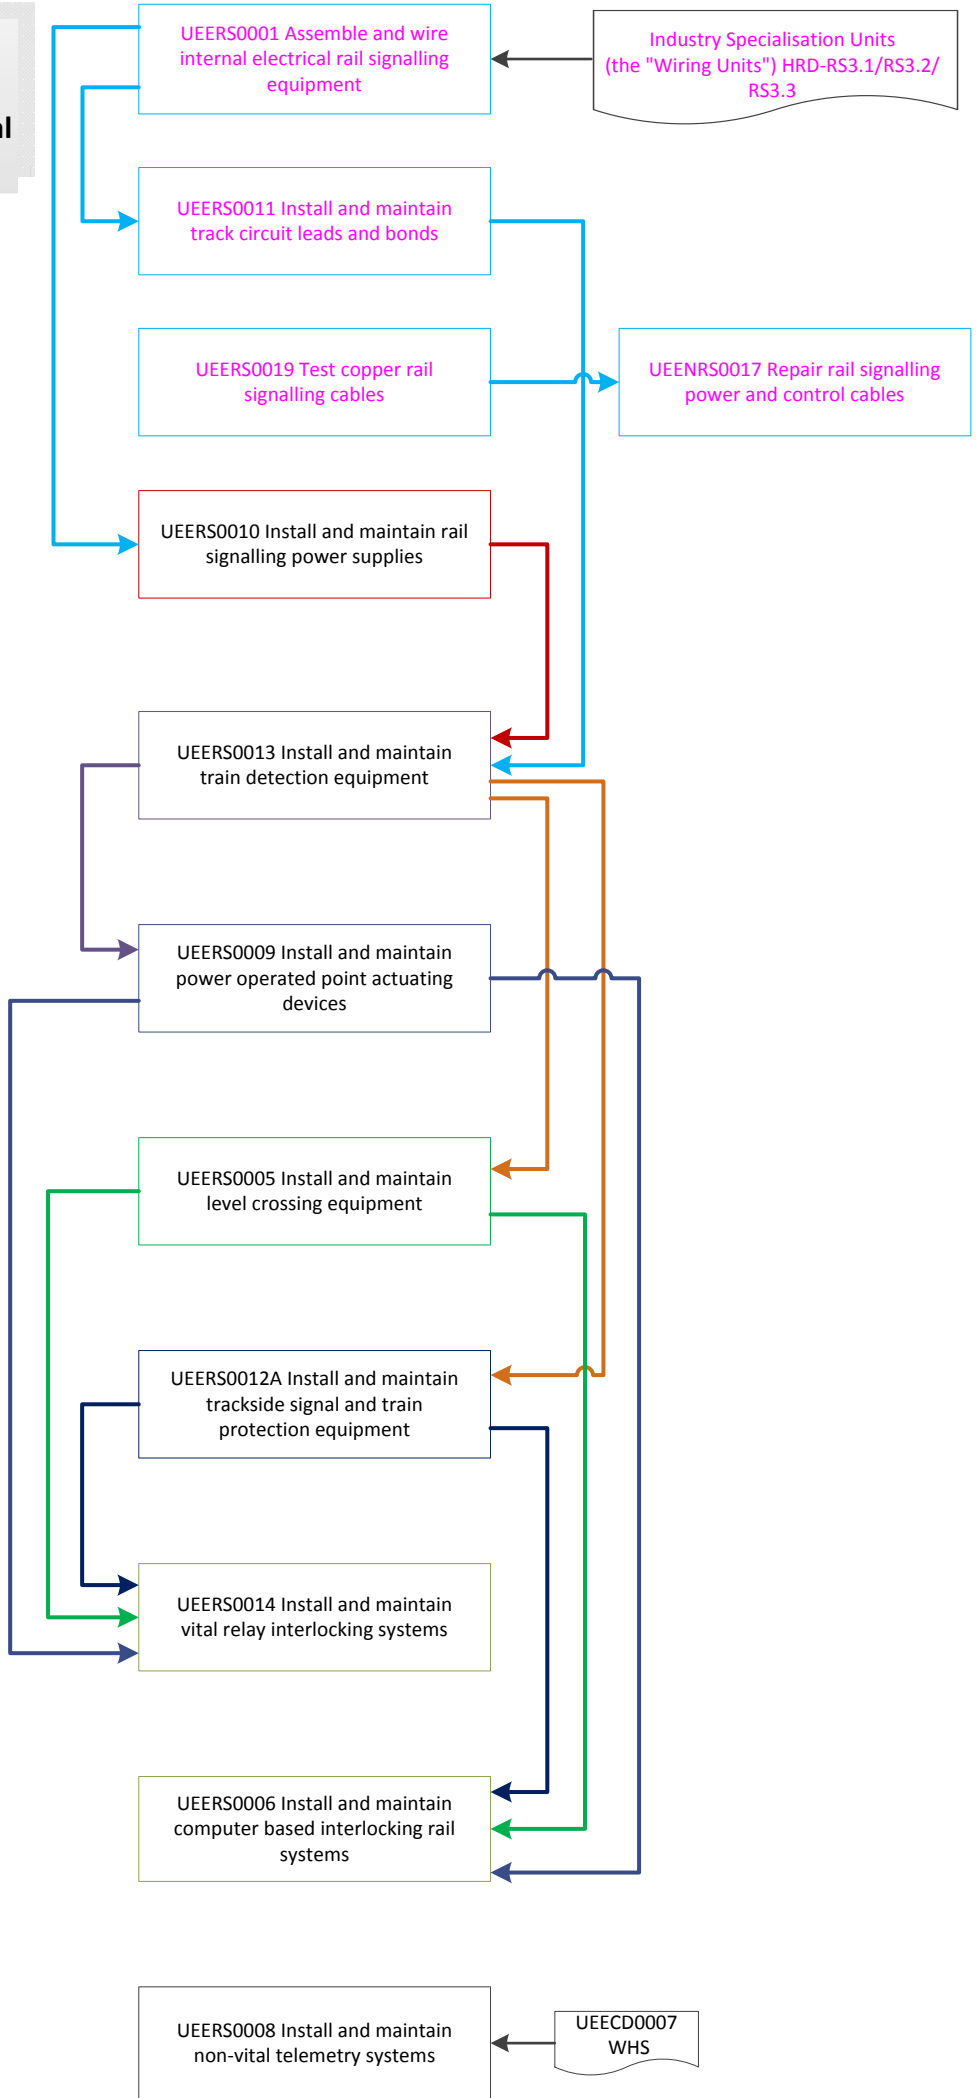 al
UEERS0001 Assemble and wire
internal electrical rail signalling
equipment
Industry Specialisation Units
(the "Wiring Units") HRD-RS3.1/RS3.2/
RS3.3
UEERS0011 Install and maintain
track circuit leads and bonds
UEERS0019 Test copper rail
signalling cables
UEENRS0017 Repair rail signalling
power and control cables
UEERS0010 Install and maintain rail
signalling power supplies
UEERS0013 Install and maintain
train detection equipment
UEERS0009 Install and maintain
power operated point actuating
devices
UEERS0005 Install and maintain
level crossing equipment
UEERS0012A Install and maintain
trackside signal and train
protection equipment
UEERS0014 Install and maintain
vital relay interlocking systems
UEERS0006 Install and maintain
computer based interlocking rail
systems
UEERS0008 Install and maintain
non-vital telemetry systems
UEECD0007
WHS